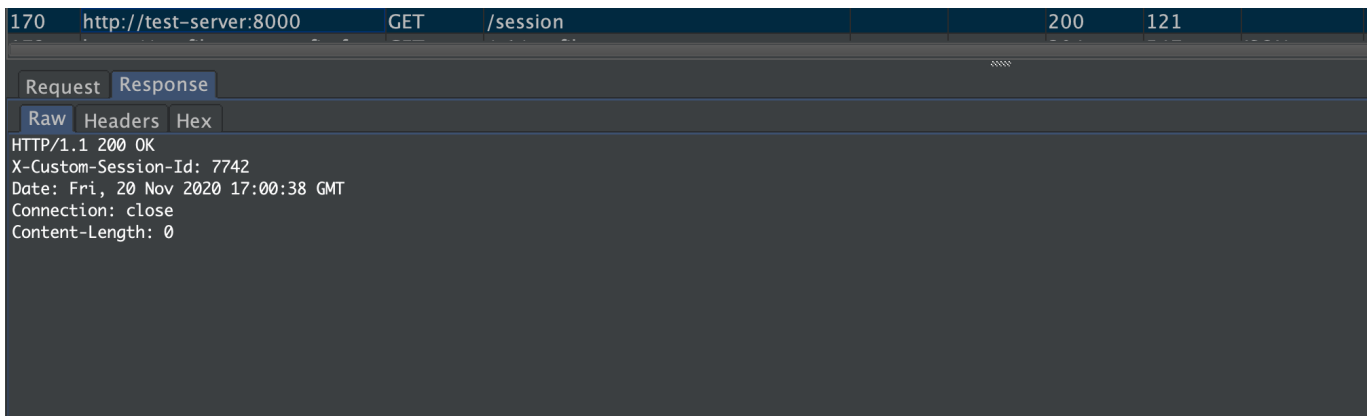 170 http://test-server:8000 GET /session 200 121
Request Response
Raw Headers Hex
HTTP/1.1 200 OK
X-Custom-Session-Id: 7742
Date: Fri, 20 Nov 2020 17:00:38 GMT
Connection: close
Content-Length: 0